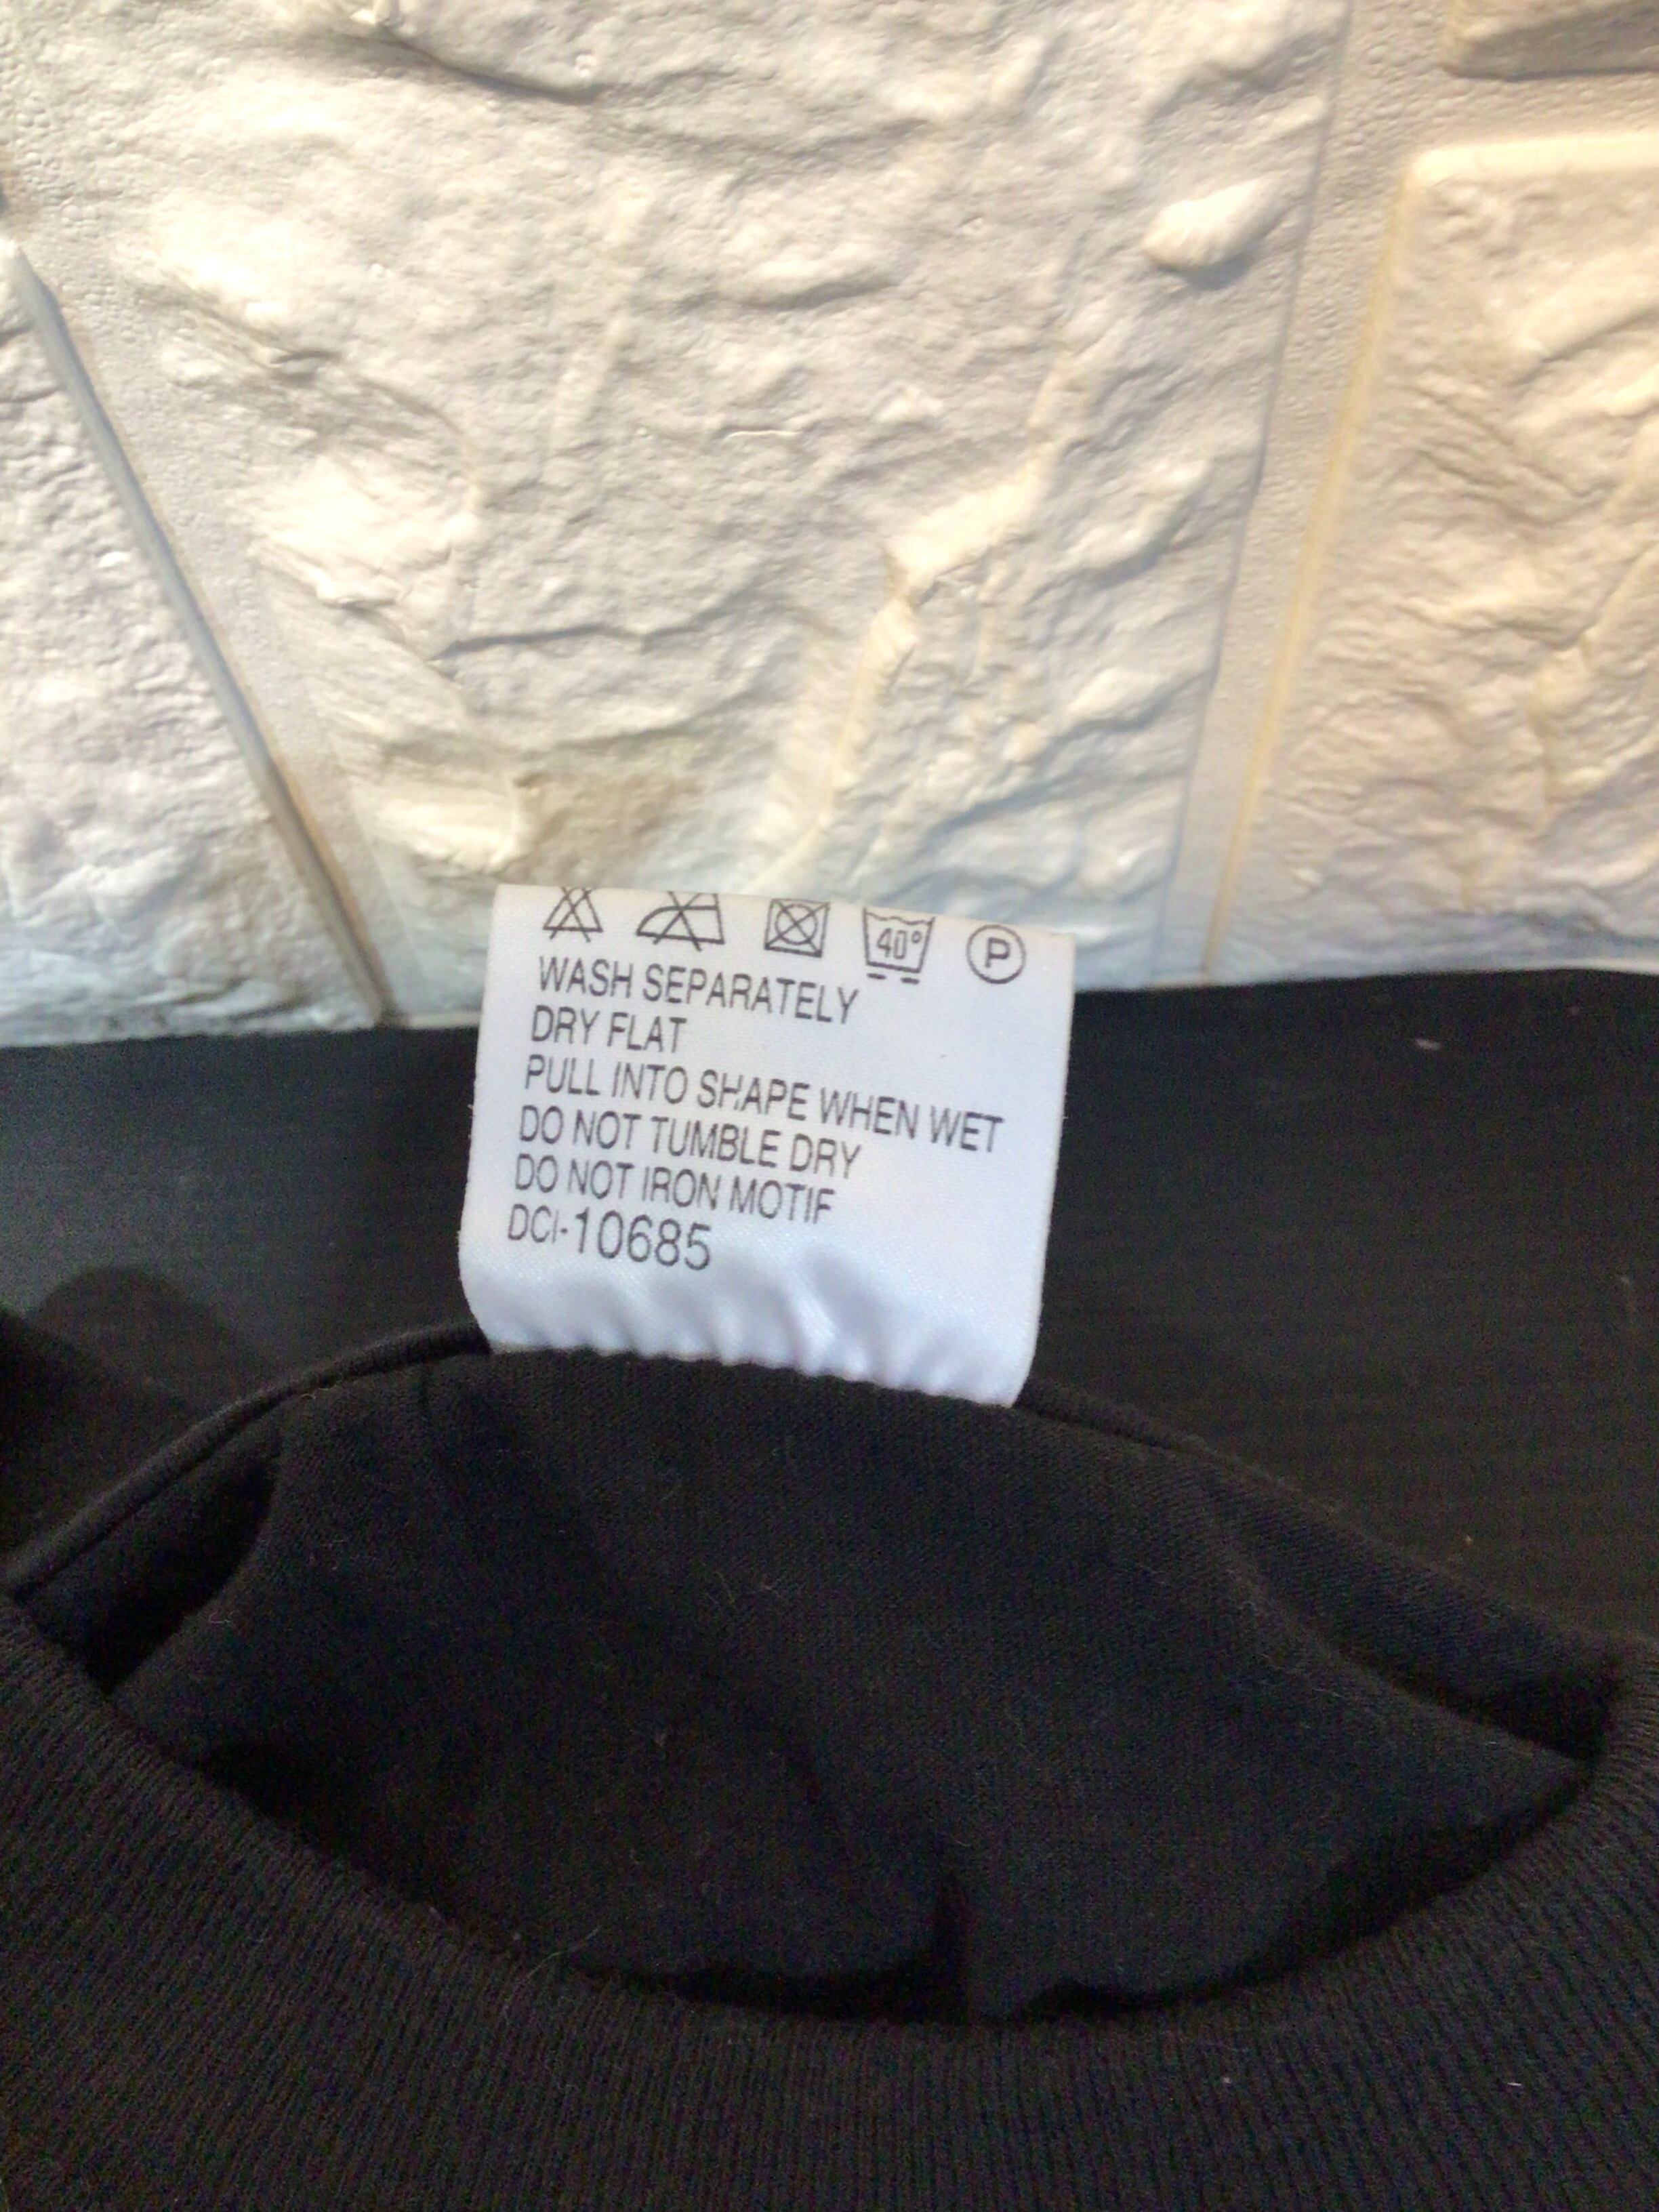 40° P
WASH SEPARATELY
DRY FLAT
PULL INTO SHAPE WHEN WET
DO NOT TUMBLE DRY
DO NOT IRON MOTIF
DCI-10685